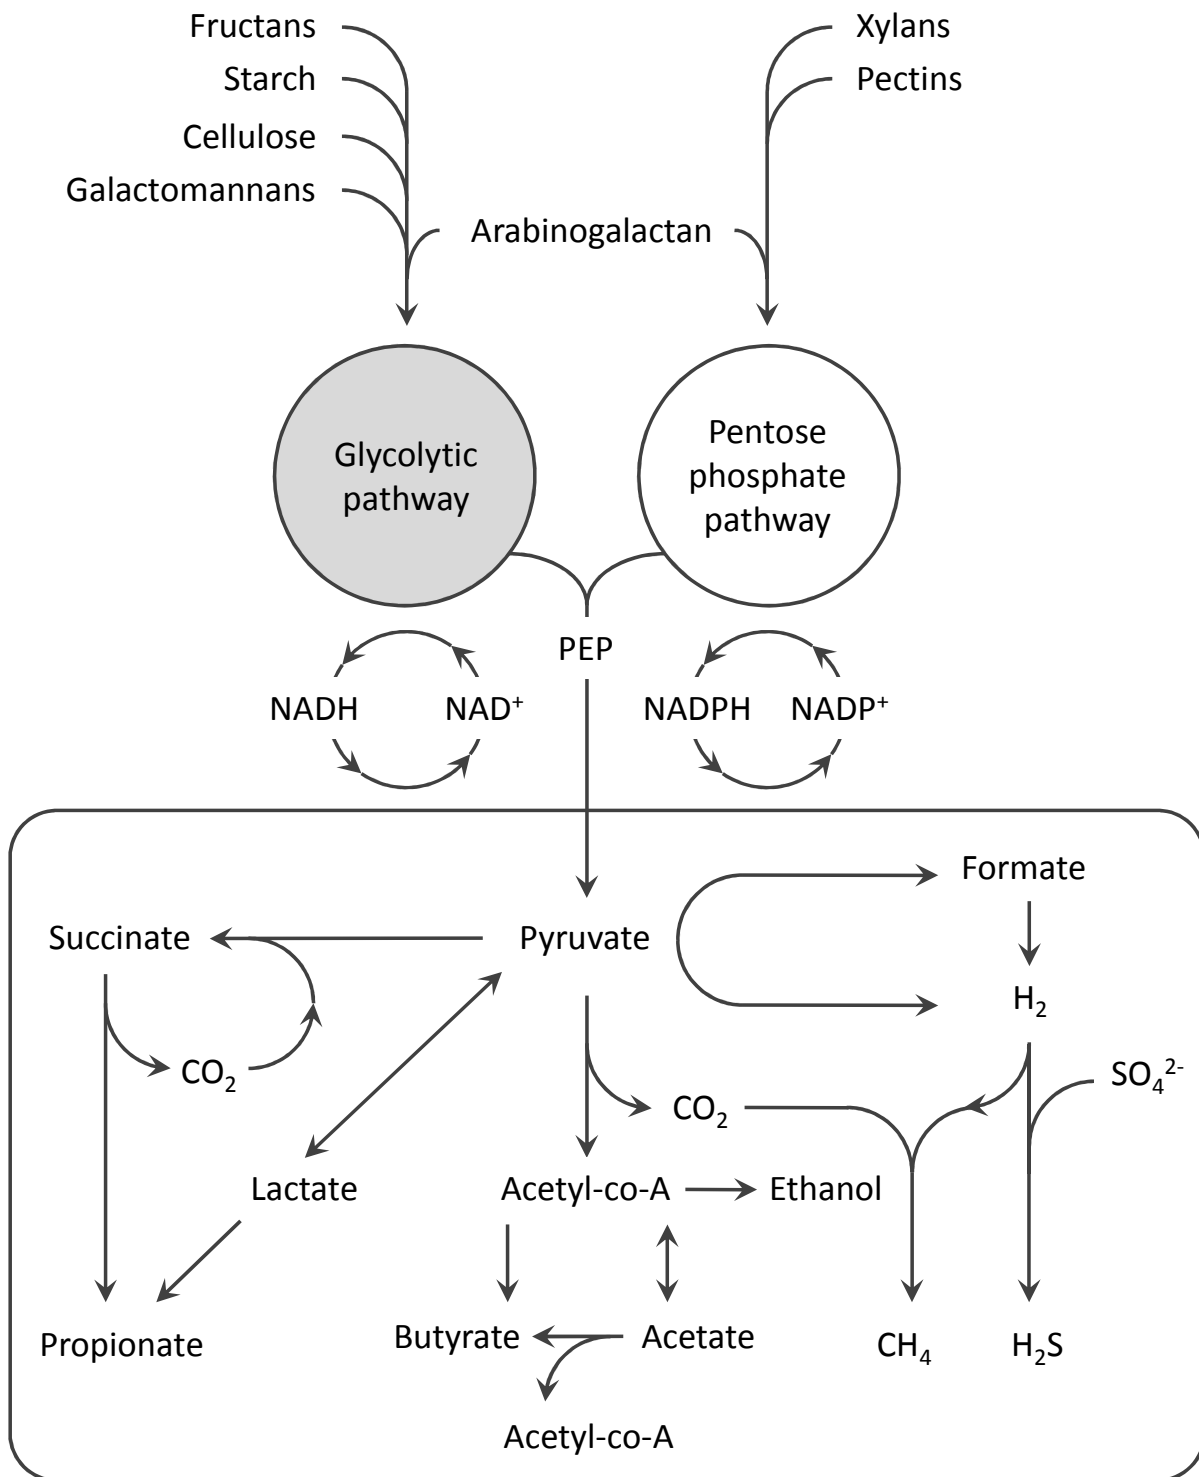 Fructans
Xylans
Starch
Pectins
Cellulose
Galactomannans
Arabinogalactan
Glycolytic
pathway
Pentose
phosphate
pathway
PEP
NADH
NAD⁺
NADPH
NADP⁺
Formate
Succinate
Pyruvate
H₂
CO₂
SO₄²⁻
CO₂
Lactate
Acetyl-co-A
Ethanol
Propionate
Butyrate
Acetate
CH₄
H₂S
Acetyl-co-A